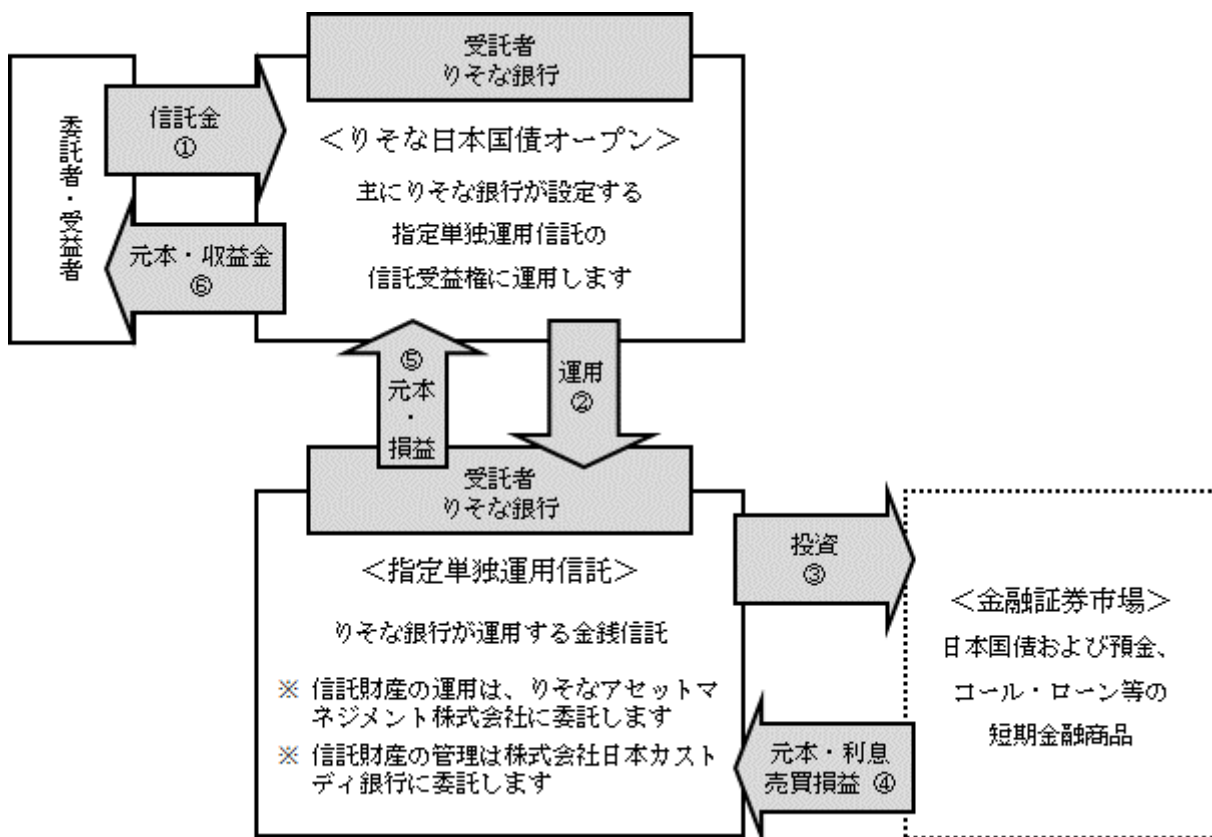 委託者・受益者
信託金
①
元本・収益金
⑥
受託者
りそな銀行
＜りそな日本国債オープン＞
主にりそな銀行が設定する
指定単独運用信託の
信託受益権に運用します
⑤
元本
・
損益
運用
②
受託者
りそな銀行
＜指定単独運用信託＞
りそな銀行が運用する金銭信託
※ 信託財産の運用は、りそなアセットマ
ネジメント株式会社に委託します
※ 信託財産の管理は株式会社日本カスト
ディ銀行に委託します
投資
③
元本・利息
売買損益 ④
＜金融証券市場＞
日本国債および預金、
コール・ローン等の
短期金融商品